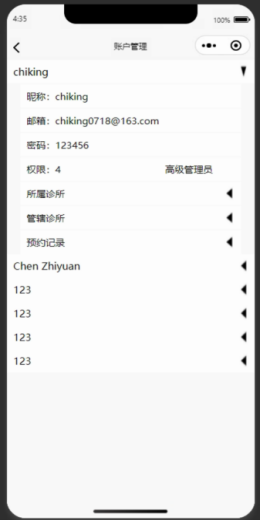 4:35
100%
账户管理
chiking
昵称：chiking
邮箱：chiking0718@163.com
密码：123456
权限：4 高级管理员
所属诊所
管辖诊所
预约记录
Chen Zhiyuan
123
123
123
123